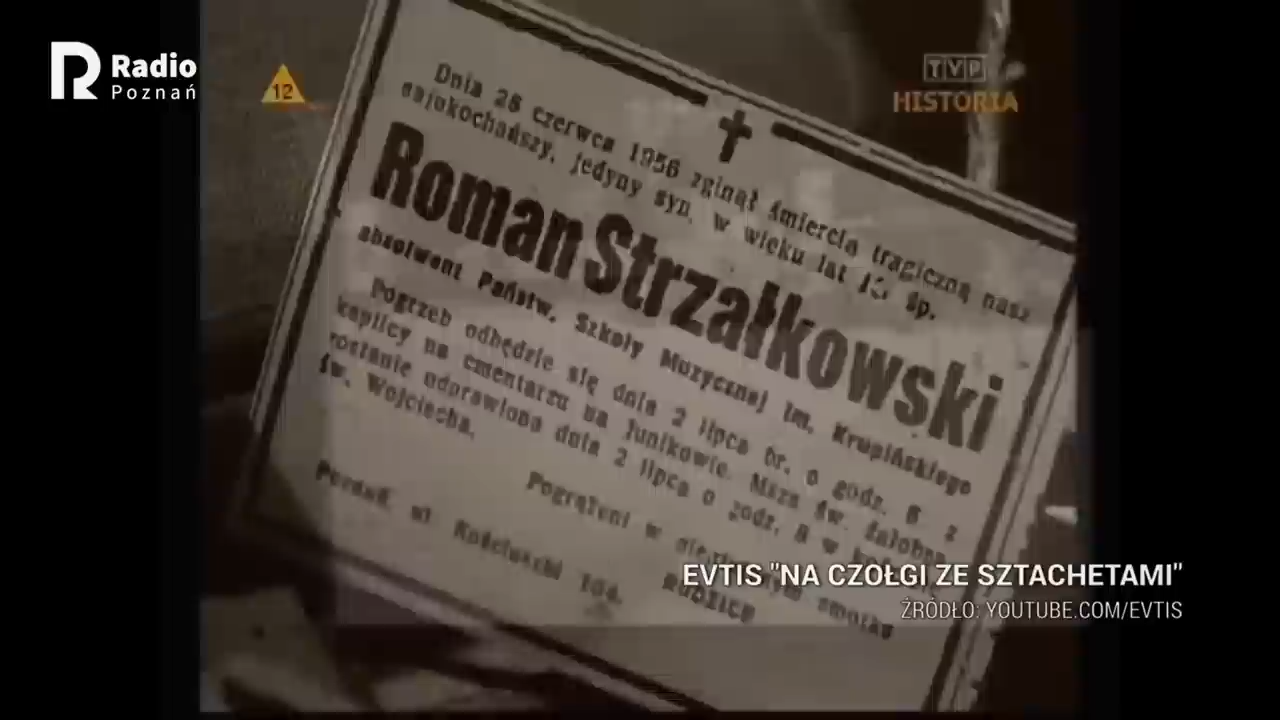 Radio
Poznań
12
TVP
HISTORIA
Dnia 28 czerwca 1956 zginął śmiercią tragiczną nasz
najukochańszy, jedyny syn, w wieku lat śp.
Roman Strzałkowski
absolwent Państw. Szkoły Muzycznej im. Krupińskiego
Pogrzeb odbędzie się dnia 2 lipca br. o godz. z
kaplicy na cmentarzu na Junikowie. Msza św. żałobna
zostanie odprawiona dnia 2 lipca o godz. 8 w
św. Wojciecha.
Pogrążeni w smutku
RODZICE
Poznań ul. Kościuszki 104.
EVTIS "NA CZOŁGI ZE SZTACHETAMI"
ŹRÓDŁO: YOUTUBE.COM/EVTIS